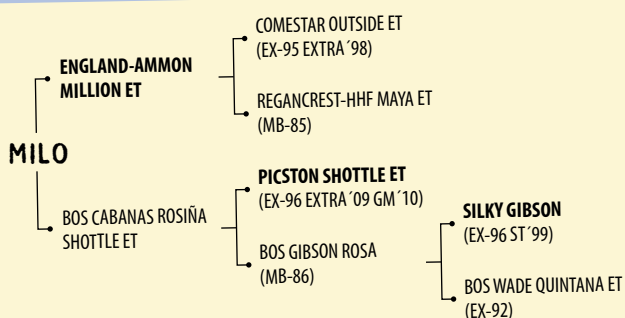 MILO
ENGLAND-AMMON
MILLION ET
COMESTAR OUTSIDE ET
(EX-95 EXTRA´98)
REGANCREST-HHF MAYA ET
(MB-85)
BOS CABANAS ROSIÑA
SHOTTLE ET
PICSTON SHOTTLE ET
(EX-96 EXTRA´09 GM´10)
BOS GIBSON ROSA
(MB-86)
SILKY GIBSON
(EX-96 ST´99)
BOS WADE QUINTANA ET
(EX-92)